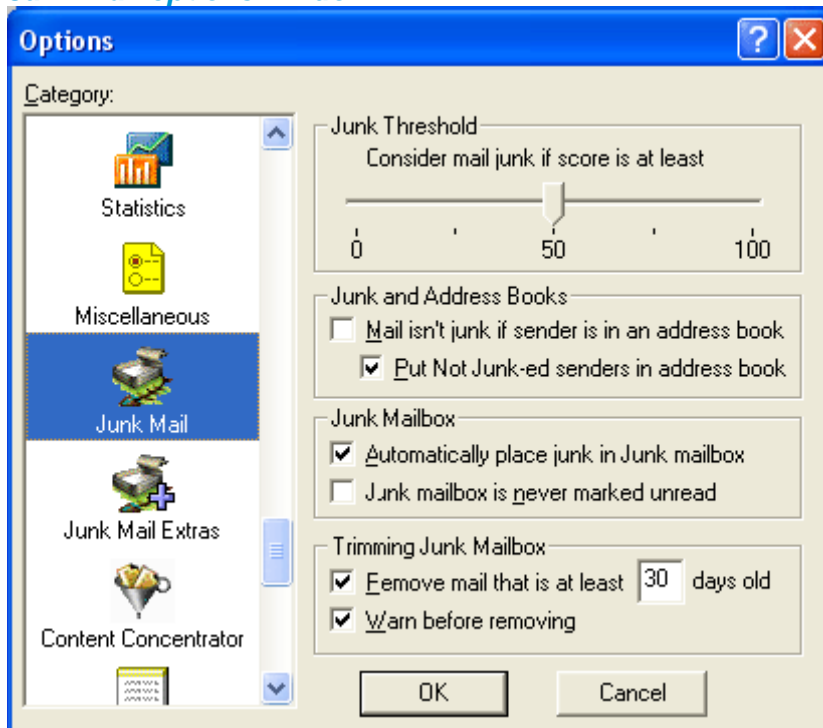 Options
Category:
Statistics
Miscellaneous
Junk Mail
Junk Mail Extras
Content Concentrator
Junk Threshold
Consider mail junk if score is at least
0 50 100
Junk and Address Books
Mail isn't junk if sender is in an address book
Put Not Junk-ed senders in address book
Junk Mailbox
Automatically place junk in Junk mailbox
Junk mailbox is never marked unread
Trimming Junk Mailbox
Remove mail that is at least 30 days old
Warn before removing
OK Cancel